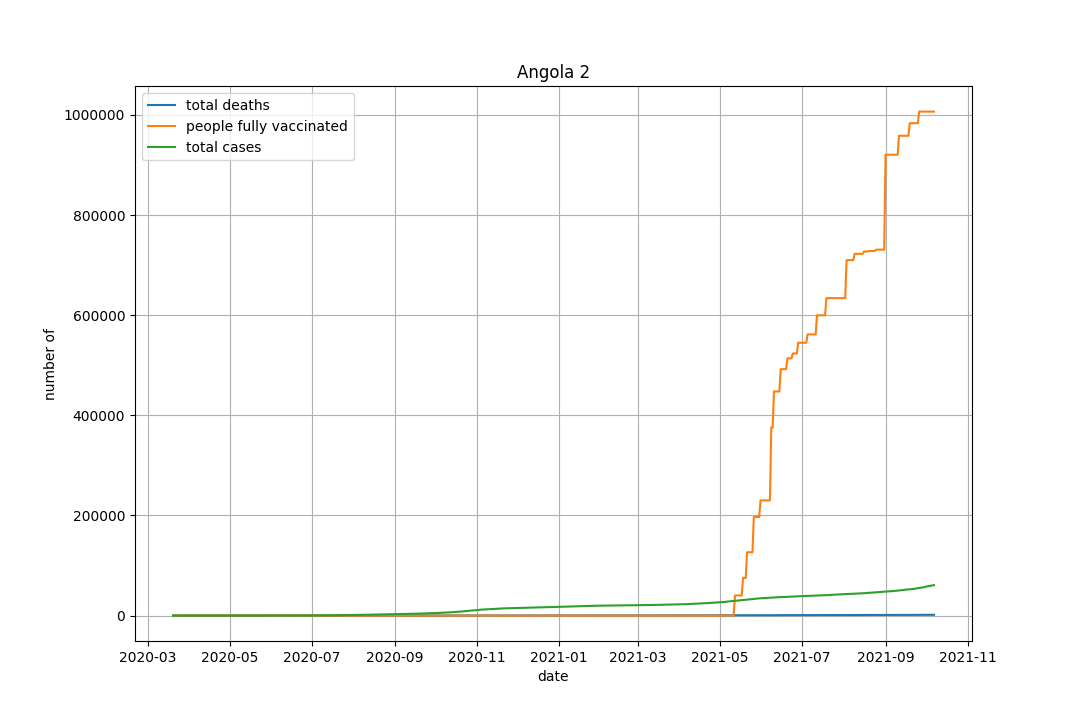 Angola 2
total deaths
people fully vaccinated
total cases
number of
1000000
800000
600000
400000
200000
0
2020-03 2020-05 2020-07 2020-09 2020-11 2021-01 2021-03 2021-05 2021-07 2021-09 2021-11
date